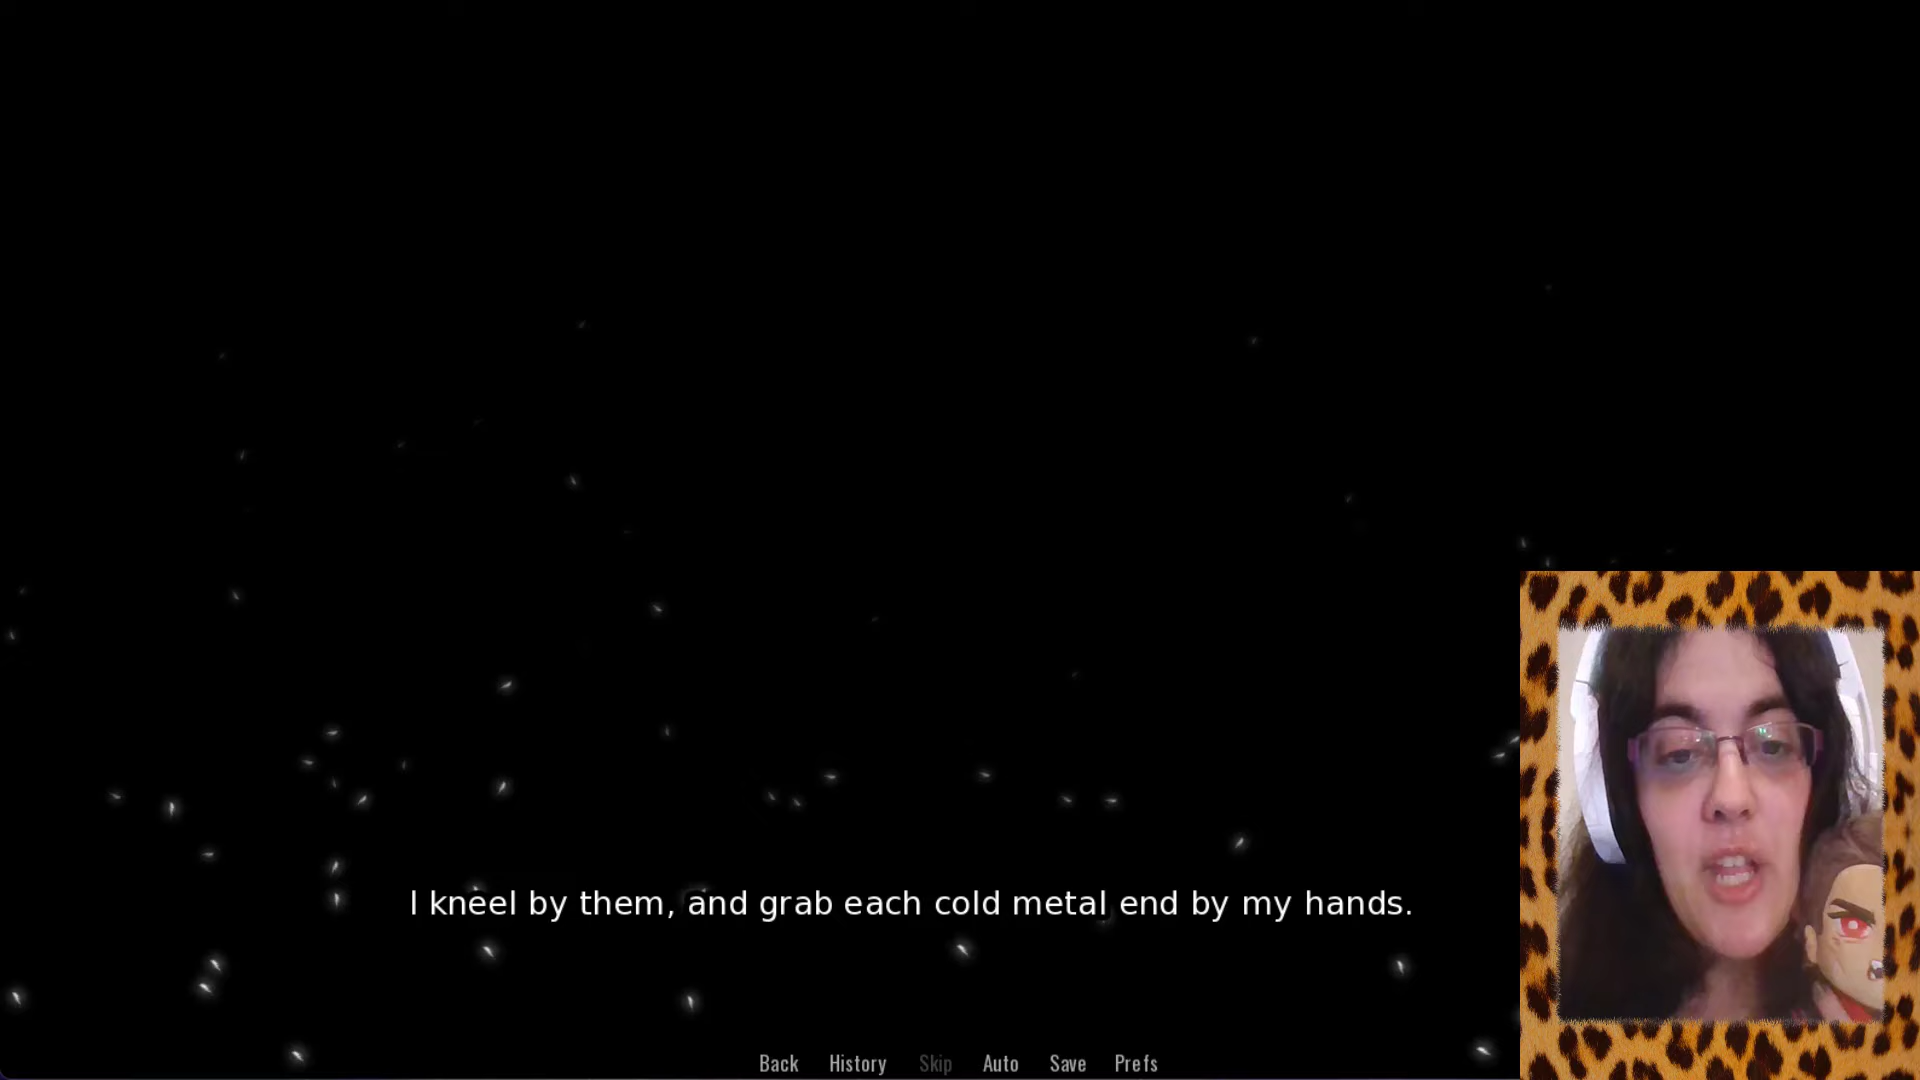 I kneel by them, and grab each cold metal end by my hands.
Back History Skip Auto Save Prefs